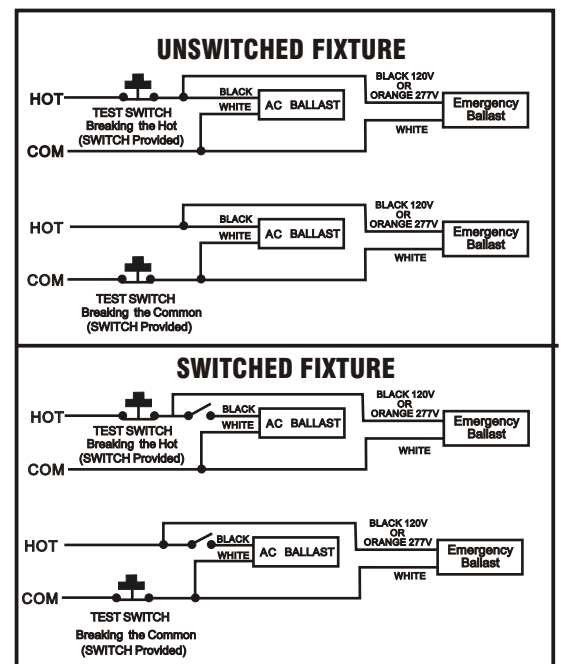 UNSWITCHED FIXTURE
BLACK 120V
OR
ORANGE 277V
HOT
BLACK
WHITE
AC BALLAST
Emergency
Ballast
TEST SWITCH
Breaking the Hot
(SWITCH Provided)
WHITE
COM
BLACK 120V
OR
ORANGE 277V
HOT
BLACK
WHITE
AC BALLAST
Emergency
Ballast
WHITE
COM
TEST SWITCH
Breaking the Common
(SWITCH Provided)
SWITCHED FIXTURE
BLACK 120V
OR
ORANGE 277V
HOT
BLACK
WHITE
AC BALLAST
Emergency
Ballast
TEST SWITCH
Breaking the Hot
(SWITCH Provided)
WHITE
COM
BLACK 120V
OR
ORANGE 277V
HOT
BLACK
WHITE
AC BALLAST
Emergency
Ballast
WHITE
COM
TEST SWITCH
Breaking the Common
(SWITCH Provided)